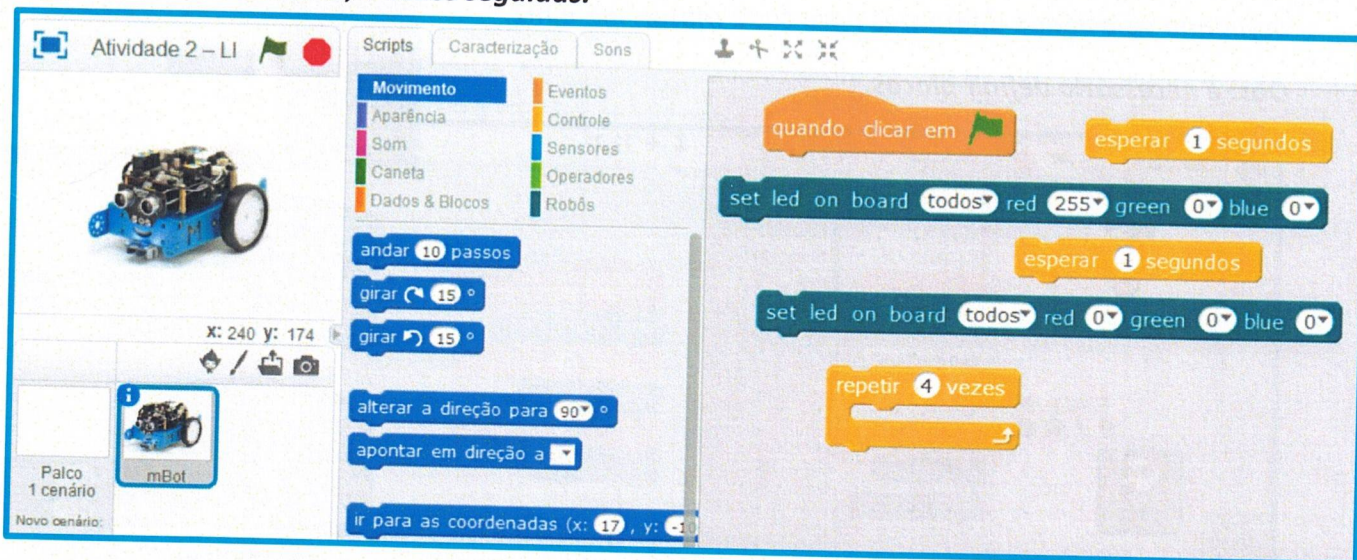 seguidas.
Atividade 2 – LI
Scripts
Caracterização
Sons
Movimento
Aparência
Som
Caneta
Dados & Blocos
Eventos
Controle
Sensores
Operadores
Robôs
andar 10 passos
girar 15 °
girar 15 °
alterar a direção para 90 °
apontar em direção a
ir para as coordenadas (x: 17 , y:
x: 240 y: 174
Palco
1 cenário
Novo cenário:
mBot
quando clicar em
esperar 1 segundos
set led on board todos red 255 green 0 blue 0
esperar 1 segundos
set led on board todos red 0 green 0 blue 0
repetir 4 vezes